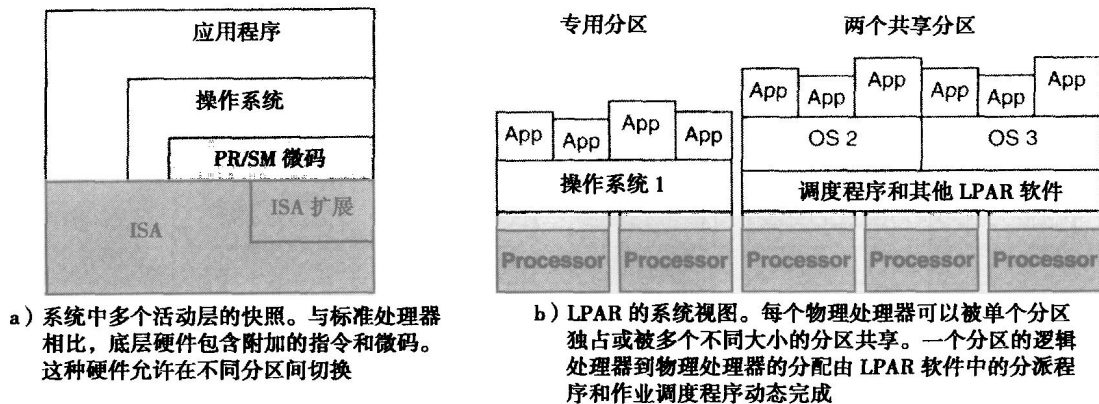 应用程序
操作系统
PR/SM 微码
ISA 扩展
ISA
a）系统中多个活动层的快照。与标准处理器
相比，底层硬件包含附加的指令和微码。
这种硬件允许在不同分区间切换
专用分区
两个共享分区
App
App
App
App
App
App
App
App
App
App
操作系统 1
OS 2
OS 3
调度程序和其他 LPAR 软件
Processor
Processor
Processor
Processor
Processor
b）LPAR 的系统视图。每个物理处理器可以被单个分区
独占或被多个不同大小的分区共享。一个分区的逻辑
处理器到物理处理器的分配由 LPAR 软件中的分派程
序和作业调度程序动态完成